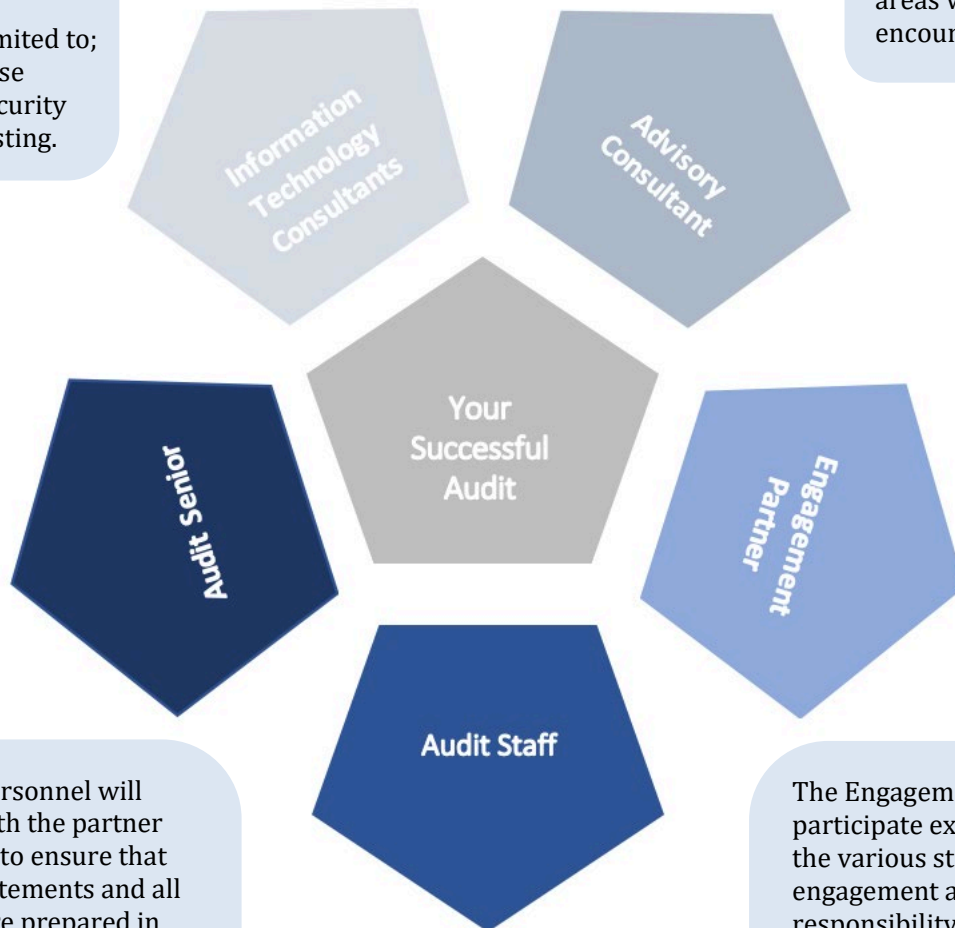 mited to;
se
curity
sting.
areas w
encoun
Information
Technology
Consultants
Advisory
Consultant
Your
Successful
Audit
Audit Senior
Engagement
Partner
Audit Staff
ersonnel will
th the partner
to ensure that
tements and all
e prepared in
The Engagem
participate ex
the various st
engagement a
responsibility